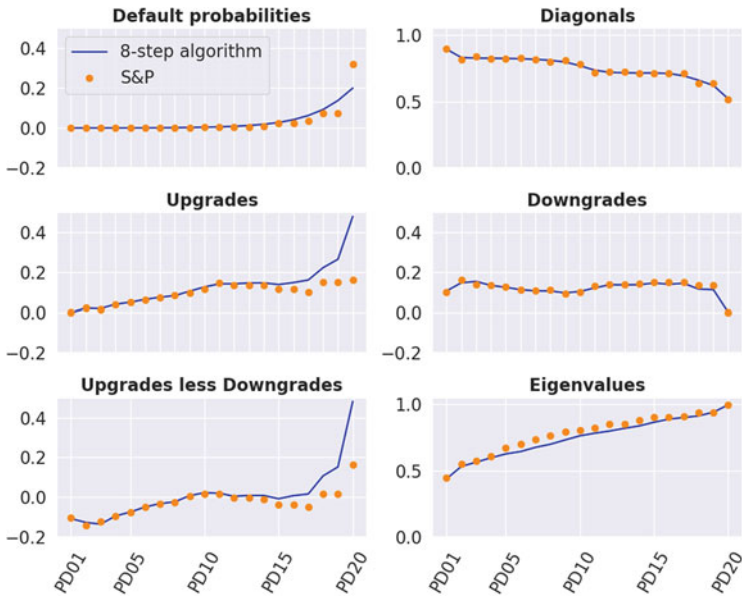 Default probabilities
Diagonals
0.4
0.2
0.0
−0.2
8-step algorithm
S&P
1.0
0.5
0.0
Upgrades
Downgrades
0.4
0.2
0.0
−0.2
0.4
0.2
0.0
−0.2
Upgrades less Downgrades
Eigenvalues
0.4
0.2
0.0
−0.2
1.0
0.5
0.0
PD01
PD05
PD10
PD15
PD20
PD01
PD05
PD10
PD15
PD20